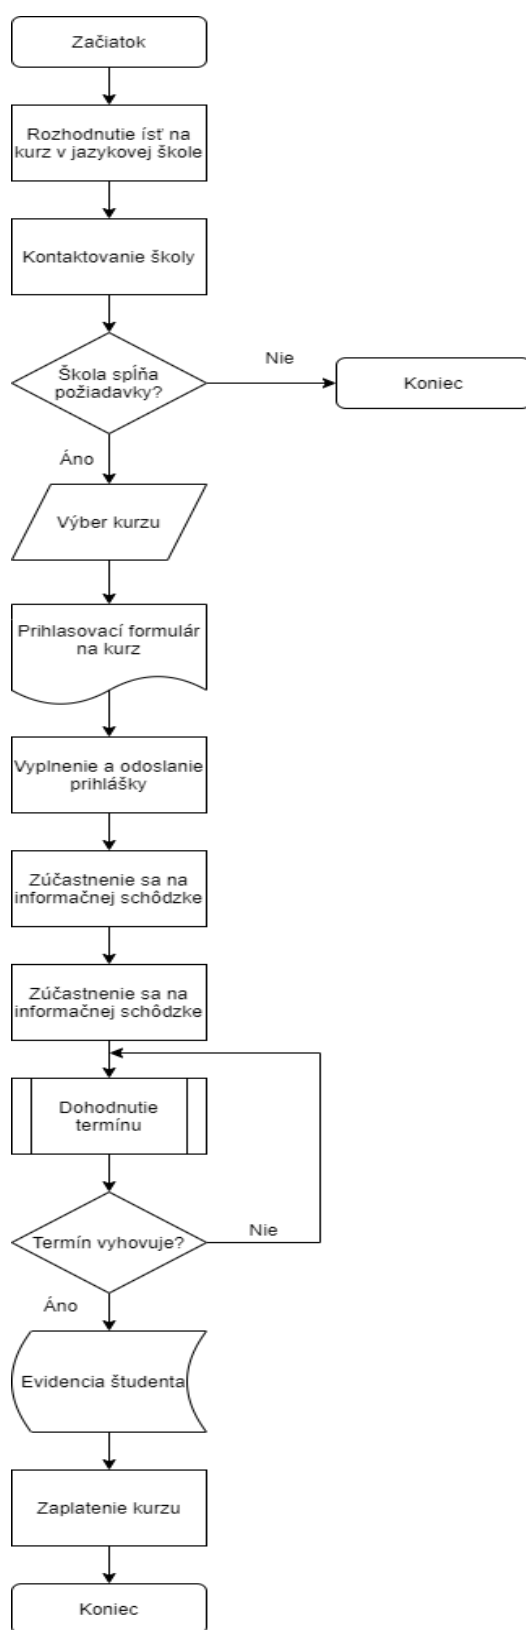 Začiatok
Rozhodnutie ísť na
kurz v jazykovej škole
Kontaktovanie školy
Škola spĺňa
požiadavky?
Nie
Koniec
Áno
Výber kurzu
Prihlasovací formulár
na kurz
Vyplnenie a odoslanie
prihlášky
Zúčastnenie sa na
informačnej schôdzke
Zúčastnenie sa na
informačnej schôdzke
Dohodnutie
termínu
Termín vyhovuje?
Nie
Áno
Evidencia študenta
Zaplatenie kurzu
Koniec